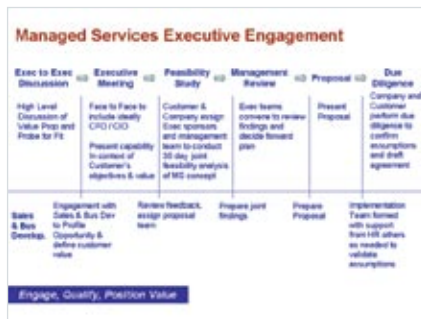 Managed Services Executive Engagement
Exec to Exec
Discussion
Executive
Meeting
Feasibility
Study
Management
Review
Proposal
Due
Diligence
High Level
Discussion of
Value Prop and
Probe for Fit
Face to Face to
include ideally
CFO / CIO
Present capability
In context of
Customer's
objectives & value
Customer &
Company assign
Exec sponsors
and management
team to conduct
30 day joint
feasibility analysis
of MS concept
Exec teams
convene to review
findings and
decide forward
plan
Present
Proposal
Company and
Customer
perform due
diligence to
confirm
assumptions
and draft
agreement
Sales
& Bus
Develop.
Engagement with
Sales & Bus Dev
to Profile
Opportunity &
define customer
value
Review feedback,
assign proposal
team
Prepare joint
findings
Prepare
Proposal
Implementation
Team formed
with support
from HR others
as needed to
validate
assumptions
Engage, Qualify, Position Value